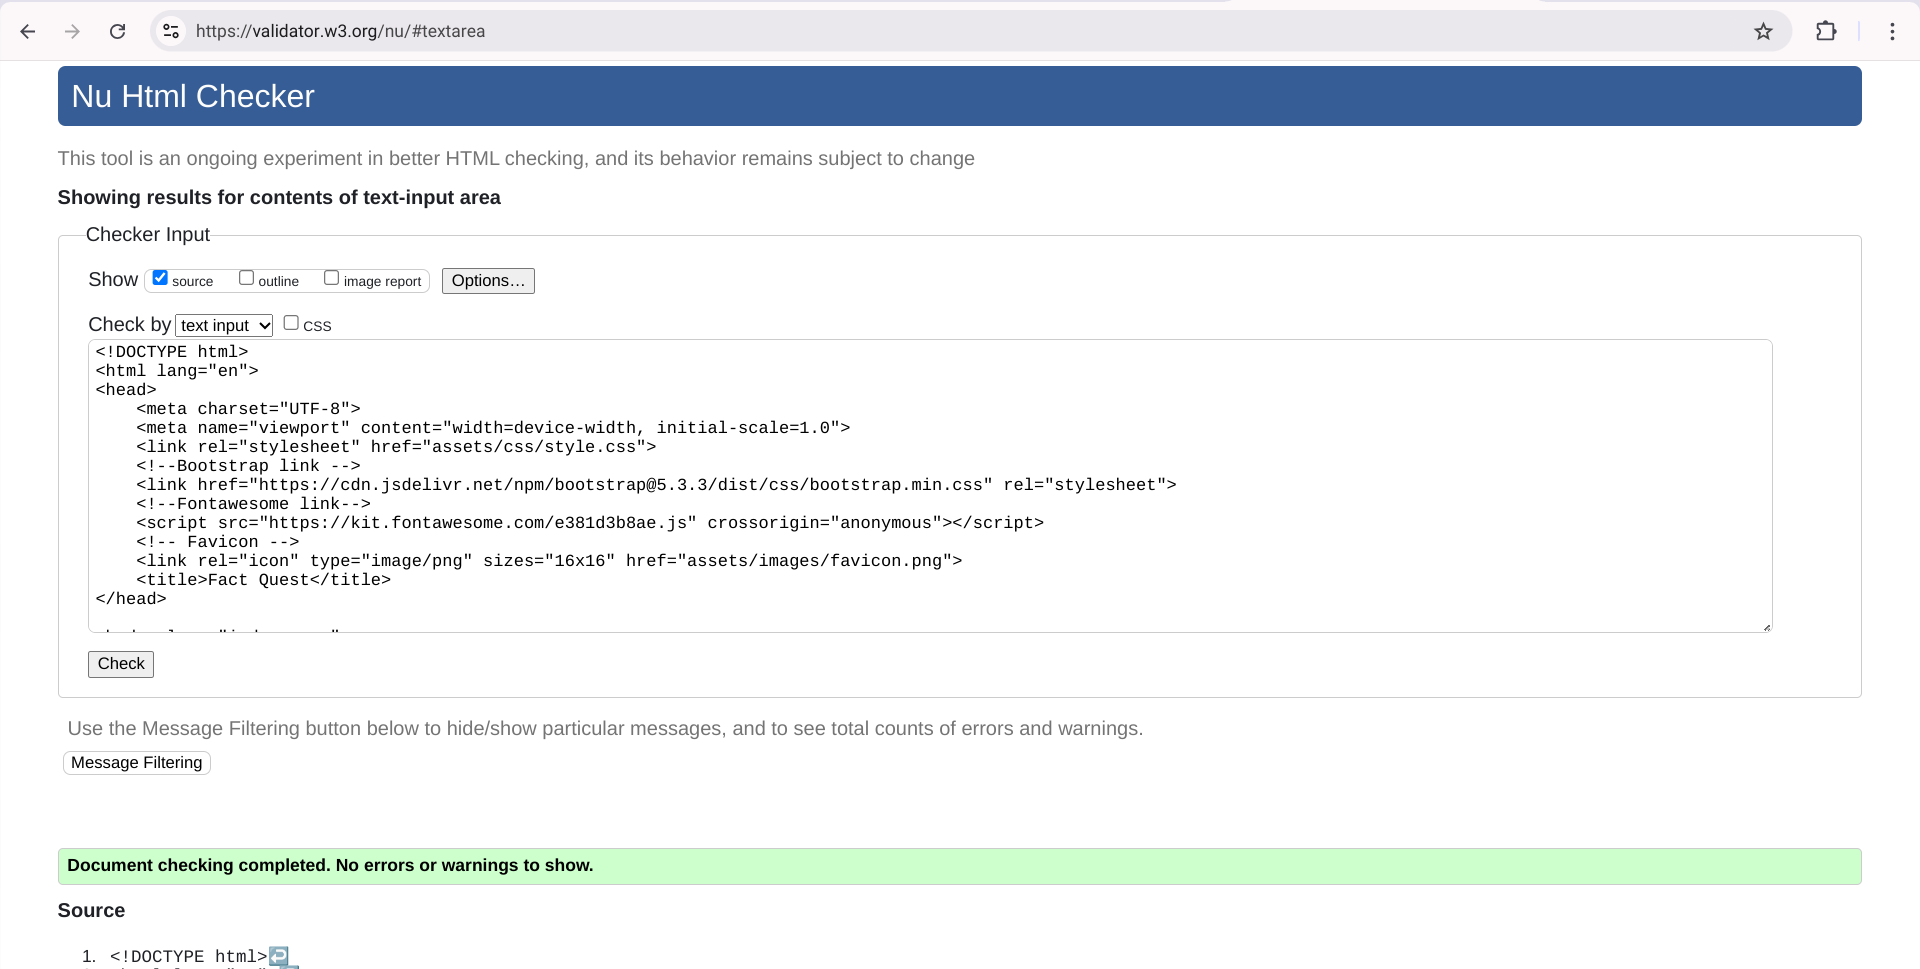 https://validator.w3.org/nu/#textarea
Nu Html Checker
This tool is an ongoing experiment in better HTML checking, and its behavior remains subject to change
Showing results for contents of text-input area
Checker Input
Show source outline image report Options…
Check by text input CSS
<!DOCTYPE html>
<html lang="en">
<head>
    <meta charset="UTF-8">
    <meta name="viewport" content="width=device-width, initial-scale=1.0">
    <link rel="stylesheet" href="assets/css/style.css">
    <!--Bootstrap link -->
    <link href="https://cdn.jsdelivr.net/npm/bootstrap@5.3.3/dist/css/bootstrap.min.css" rel="stylesheet">
    <!--Fontawesome link-->
    <script src="https://kit.fontawesome.com/e381d3b8ae.js" crossorigin="anonymous"></script>
    <!-- Favicon -->
    <link rel="icon" type="image/png" sizes="16x16" href="assets/images/favicon.png">
    <title>Fact Quest</title>
</head>
Check
Use the Message Filtering button below to hide/show particular messages, and to see total counts of errors and warnings.
Message Filtering
Document checking completed. No errors or warnings to show.
Source
1. <!DOCTYPE html>↩